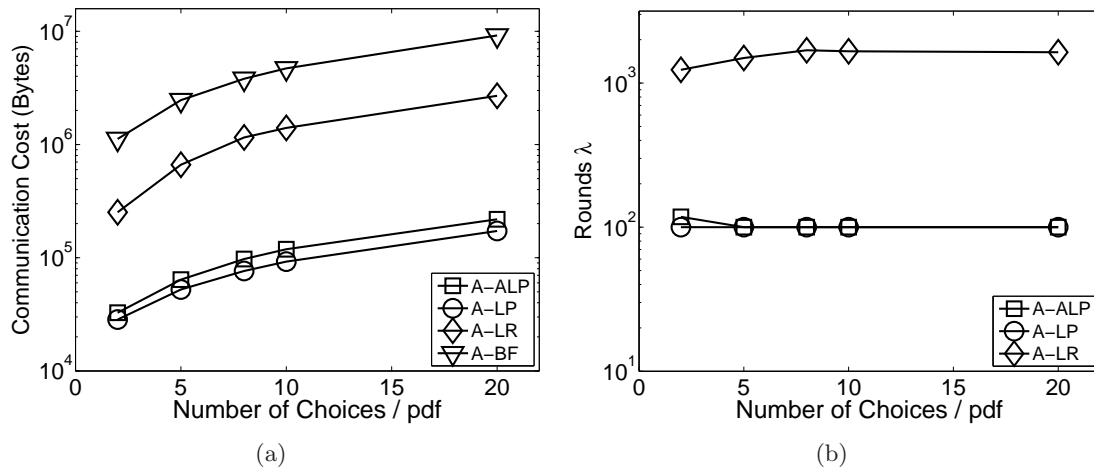 Communication Cost (Bytes)
10^7
10^6
10^5
10^4
0 5 10 15 20
Number of Choices / pdf
A−ALP
A−LP
A−LR
A−BF
(a)
Rounds λ
10^3
10^2
10^1
0 5 10 15 20
Number of Choices / pdf
A−ALP
A−LP
A−LR
(b)